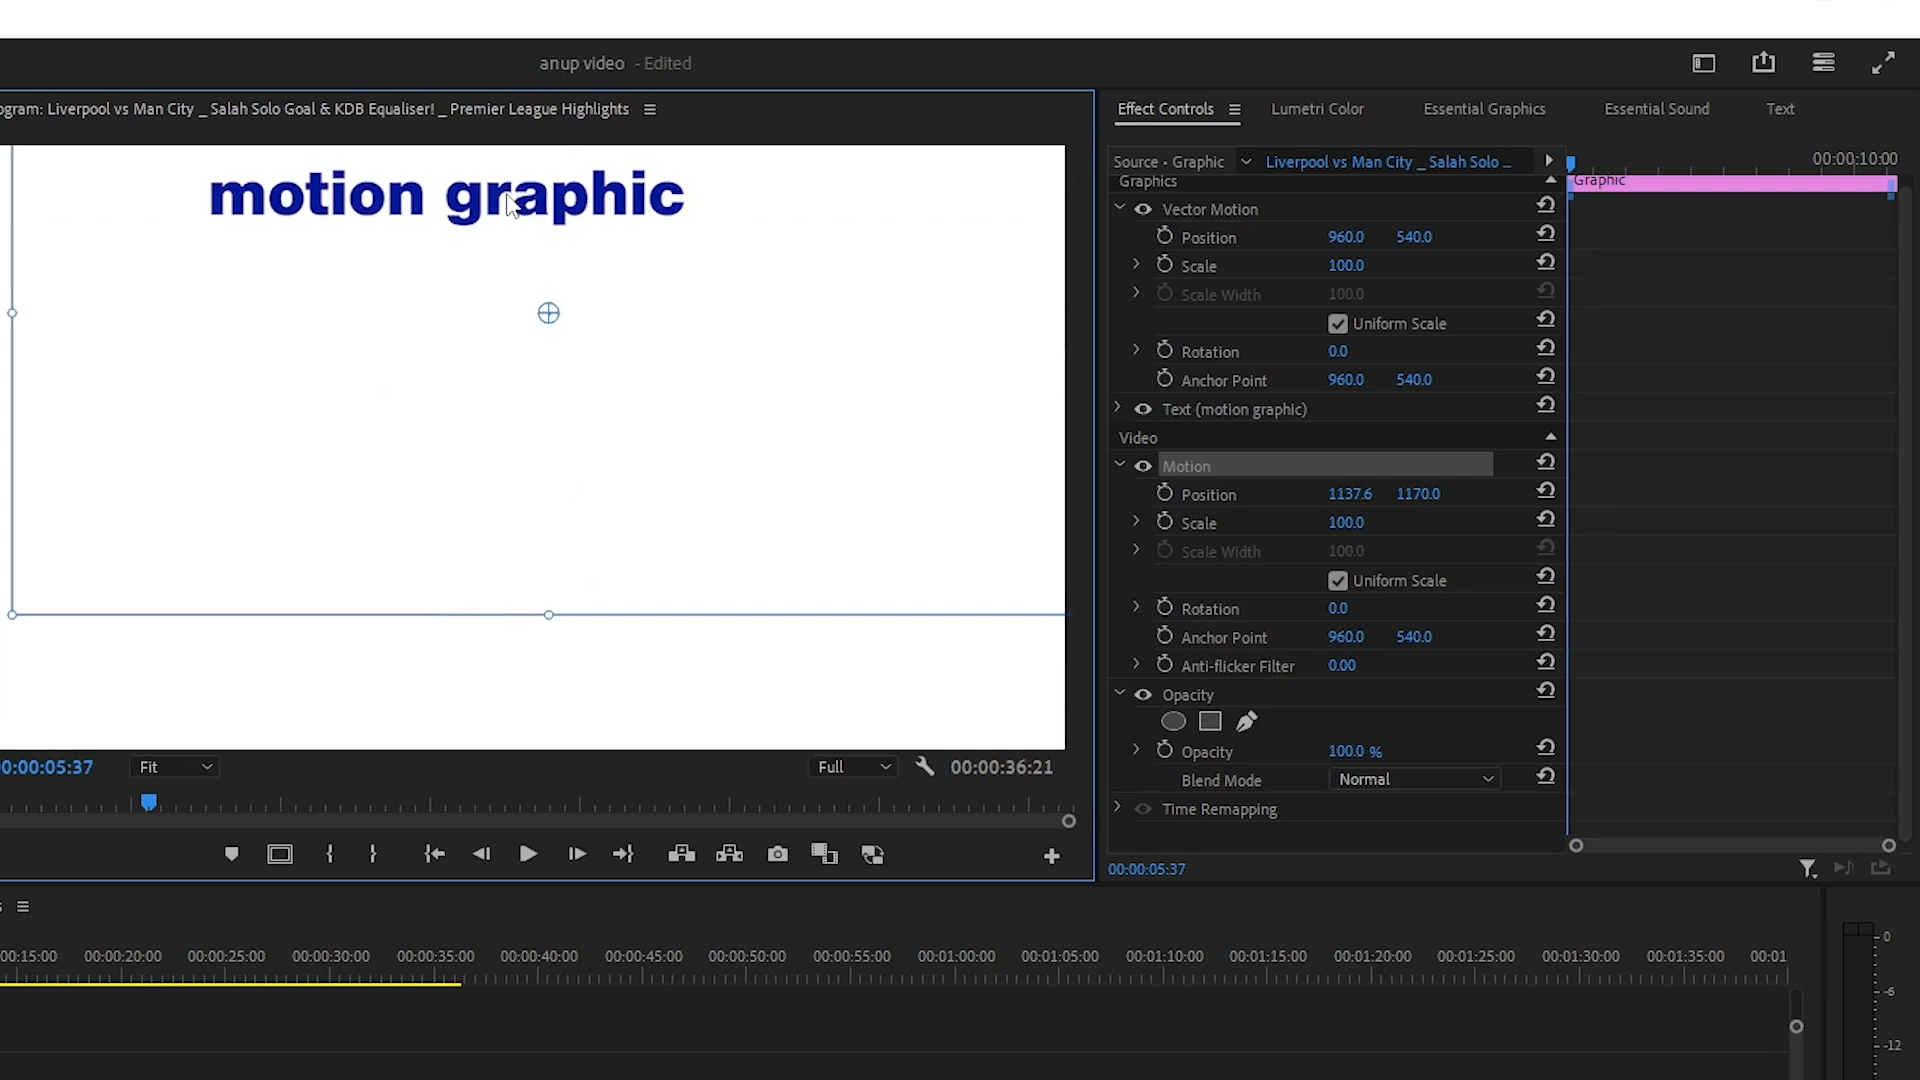 anup video - Edited
ogram: Liverpool vs Man City _ Salah Solo Goal & KDB Equaliser! _ Premier League Highlights
Effect Controls
Lumetri Color
Essential Graphics
Essential Sound
Text
motion graphic
Source • Graphic
Liverpool vs Man City _ Salah Solo ...
00:00:10:00
Graphics
Graphic
Vector Motion
Position 960.0 540.0
Scale 100.0
Scale Width 100.0
Uniform Scale
Rotation 0.0
Anchor Point 960.0 540.0
Text (motion graphic)
Video
Motion
Position 1137.6 1170.0
Scale 100.0
Scale Width 100.0
Uniform Scale
Rotation 0.0
Anchor Point 960.0 540.0
Anti-flicker Filter 0.00
Opacity
Opacity 100.0 %
Blend Mode Normal
Time Remapping
0:00:05:37
Fit
Full
00:00:36:21
00:00:05:37
00:15:00 00:00:20:00 00:00:25:00 00:00:30:00 00:00:35:00 00:00:40:00 00:00:45:00 00:00:50:00 00:00:55:00 00:01:00:00 00:01:05:00 00:01:10:00 00:01:15:00 00:01:20:00 00:01:25:00 00:01:30:00 00:01:35:00 00:01
0
-6
-12